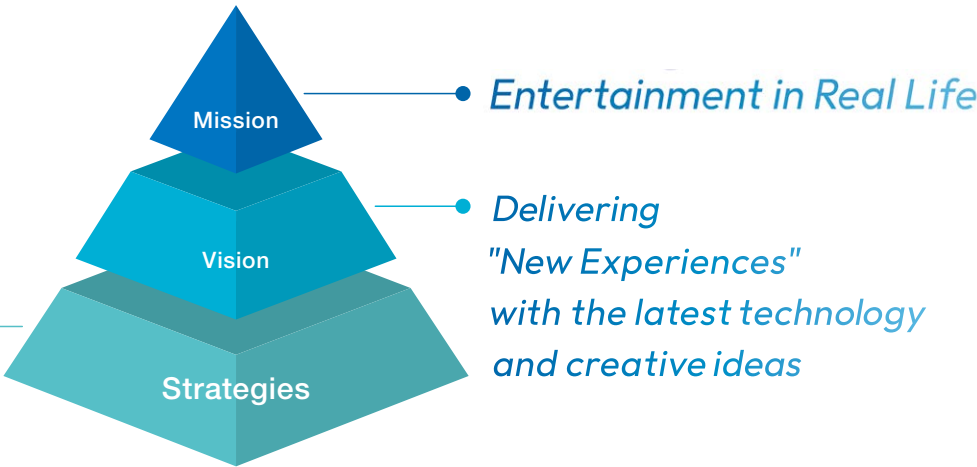 Mission
Entertainment in Real Life
Vision
Delivering
"New Experiences"
with the latest technology
and creative ideas
Strategies